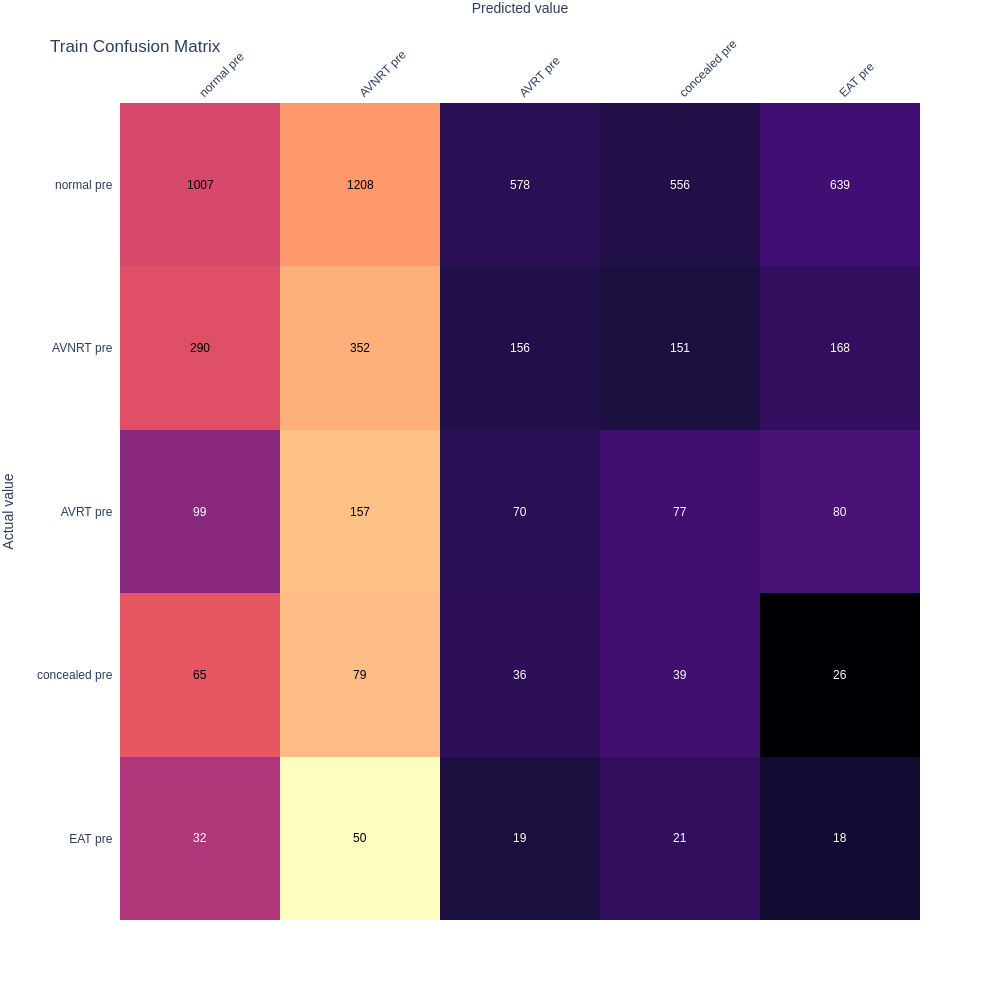 Predicted value
Train Confusion Matrix
normal pre AVNRT pre AVRT pre concealed pre EAT pre
normal pre 1007 1208 578 556 639
AVNRT pre 290 352 156 151 168
AVRT pre 99 157 70 77 80
concealed pre 65 79 36 39 26
EAT pre 32 50 19 21 18
Actual value